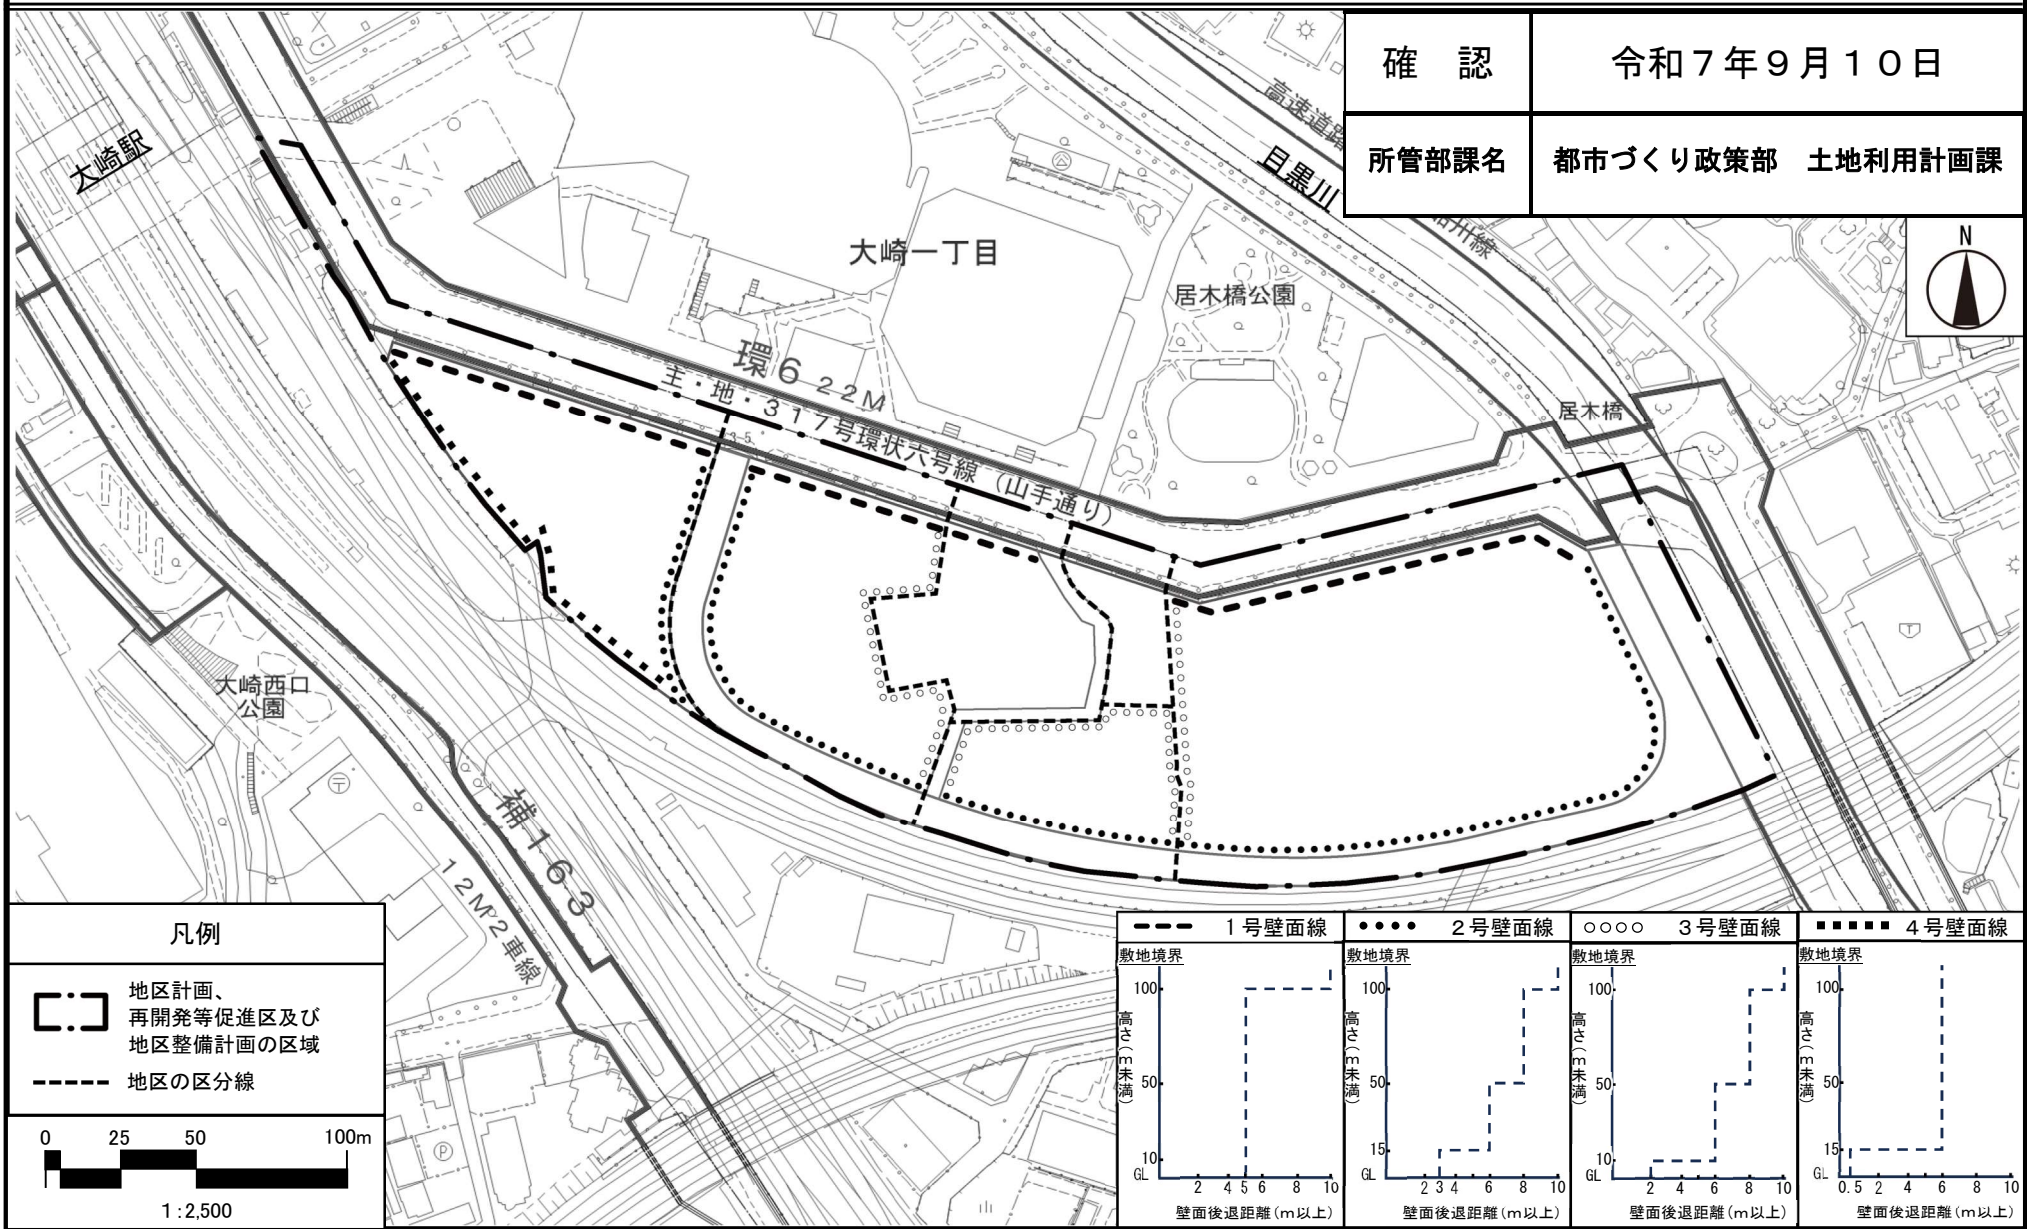 確　認
令和７年９月１０日
所管部課名
都市づくり政策部　土地利用計画課
N
大崎駅
高速道路
目黒川
大崎一丁目
居木橋公園
居木橋
環６ ２２Ｍ
主・地・３１７号環状六号線（山手通り）
大崎西口
公園
補１６３
１２Ｍ２車線
凡例
地区計画、
再開発等促進区及び
地区整備計画の区域
地区の区分線
0 25 50 100m
1:2,500
１号壁面線
敷地境界
高さ(m未満)
100
50
10
GL
2 4 5 6 8 10
壁面後退距離(m以上)
２号壁面線
敷地境界
高さ(m未満)
100
50
15
GL
2 3 4 6 8 10
壁面後退距離(m以上)
３号壁面線
敷地境界
高さ(m未満)
100
50
10
GL
2 4 6 8 10
壁面後退距離(m以上)
４号壁面線
敷地境界
高さ(m未満)
100
50
15
GL
0.5 2 4 6 8 10
壁面後退距離(m以上)